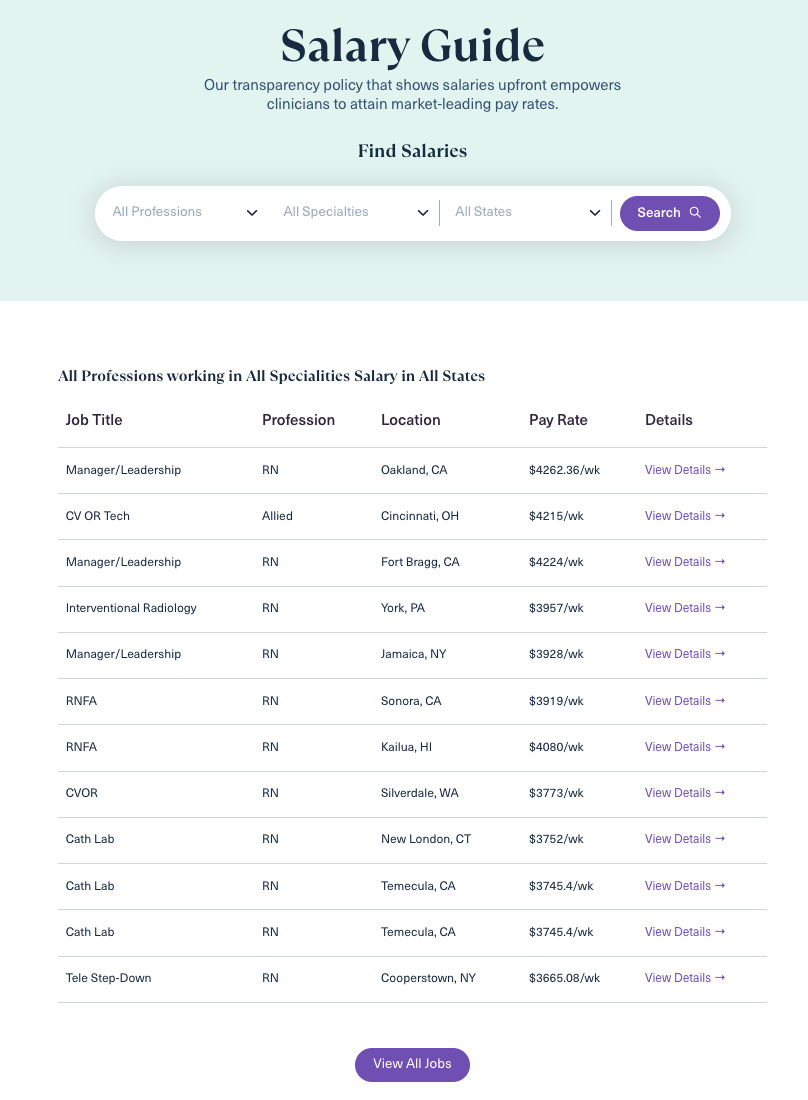 Salary Guide
Our transparency policy that shows salaries upfront empowers
clinicians to attain market-leading pay rates.
Find Salaries
All Professions All Specialties All States Search
All Professions working in All Specialities Salary in All States
Job Title Profession Location Pay Rate Details
Manager/Leadership RN Oakland, CA $4262.36/wk View Details →
CV OR Tech Allied Cincinnati, OH $4215/wk View Details →
Manager/Leadership RN Fort Bragg, CA $4224/wk View Details →
Interventional Radiology RN York, PA $3957/wk View Details →
Manager/Leadership RN Jamaica, NY $3928/wk View Details →
RNFA RN Sonora, CA $3919/wk View Details →
RNFA RN Kailua, HI $4080/wk View Details →
CVOR RN Silverdale, WA $3773/wk View Details →
Cath Lab RN New London, CT $3752/wk View Details →
Cath Lab RN Temecula, CA $3745.4/wk View Details →
Cath Lab RN Temecula, CA $3745.4/wk View Details →
Tele Step-Down RN Cooperstown, NY $3665.08/wk View Details →
View All Jobs